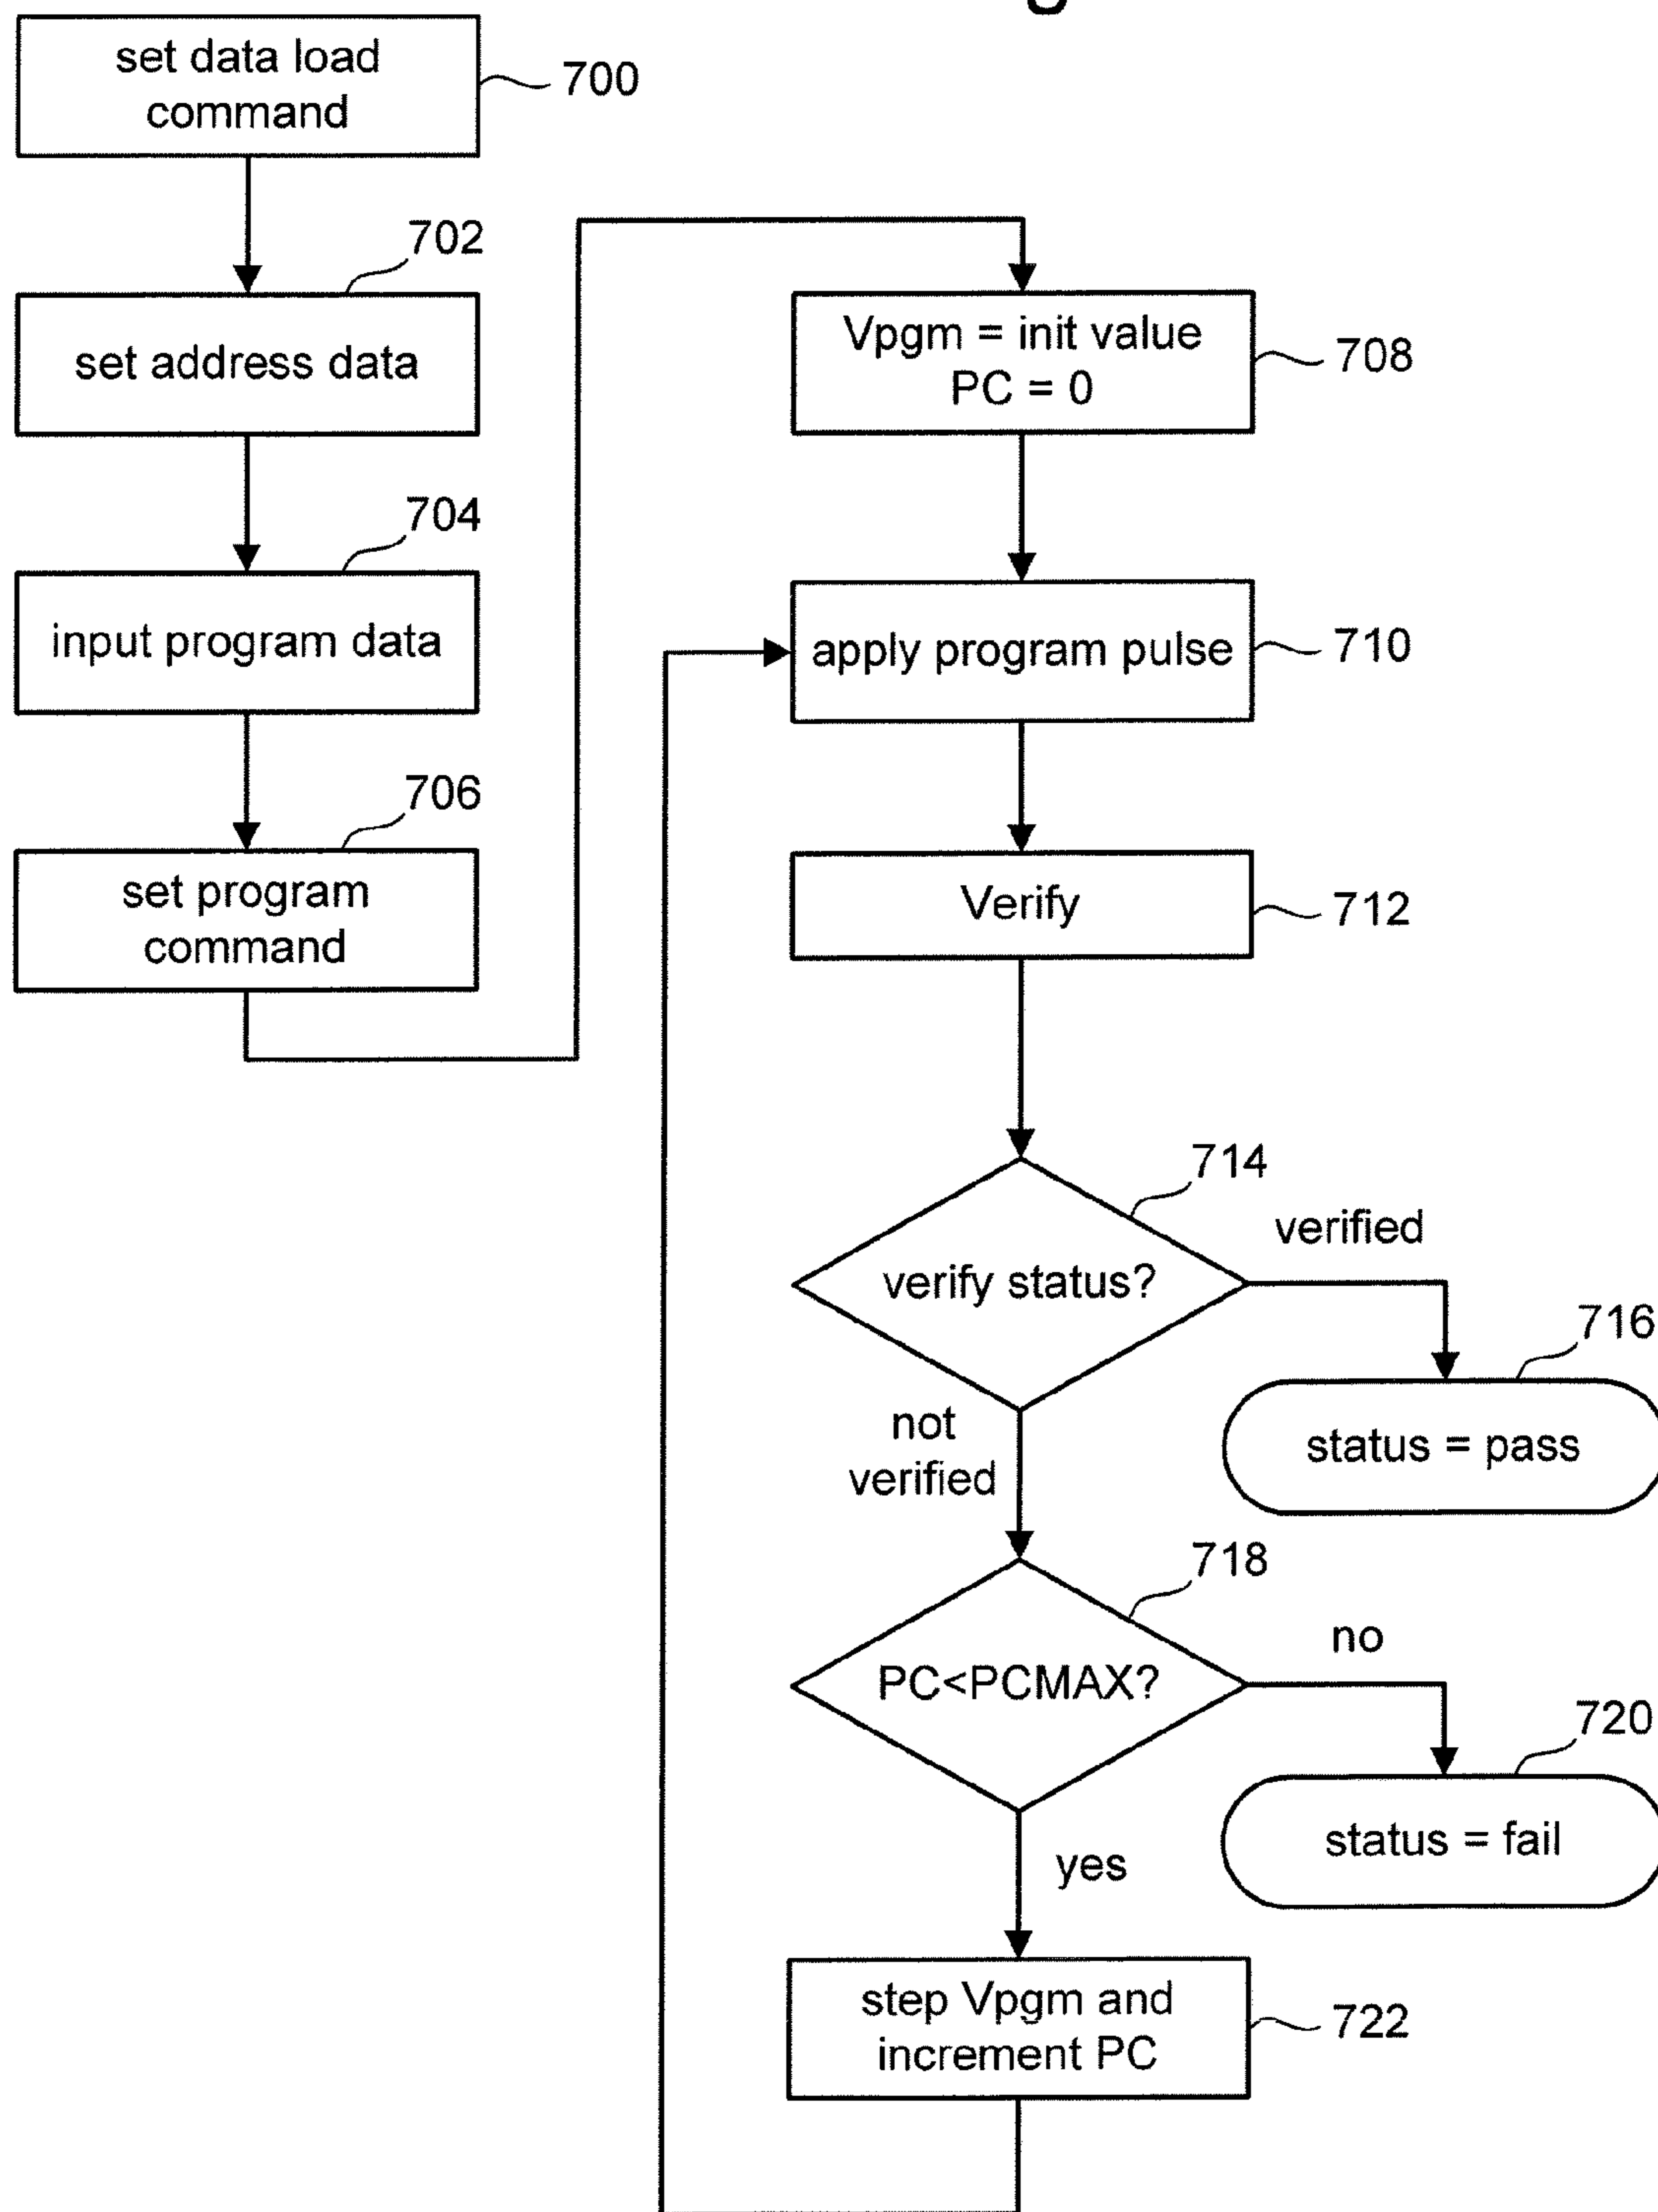 set data load
command
700
702
set address data
704
input program data
706
set program
command
Vpgm = init value
PC = 0
708
apply program pulse
710
Verify
712
714
verify status?
verified
716
status = pass
not
verified
718
PC<PCMAX?
no
720
status = fail
yes
step Vpgm and
increment PC
722